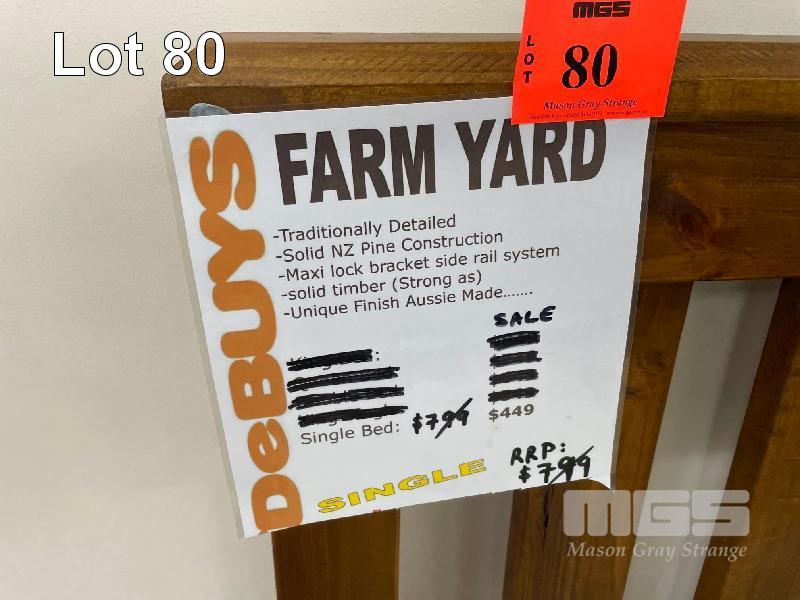 Lot 80
MGS
LOT
80
Mason Gray Strange
DeBUYS
FARM YARD
-Traditionally Detailed
-Solid NZ Pine Construction
-Maxi lock bracket side rail system
-solid timber (Strong as)
-Unique Finish Aussie Made.......
SALE
Single Bed: $799 $449
SINGLE
RRP:
$799
MGS
Mason Gray Strange